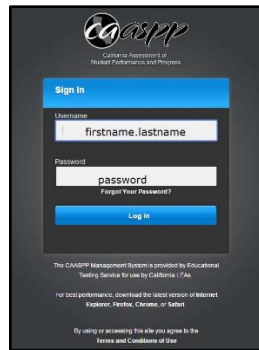 caaspp
California Assessment of
Student Performance and Progress
Sign In
Username
firstname.lastname
Password
password
Forgot Your Password?
Log In
The CAASPP Management System is provided by Educational
Testing Service for use by California LEAs.
For best performance, download the latest version of Internet
Explorer, Firefox, Chrome, or Safari.
By using or accessing this site you agree to the
Terms and Conditions of Use